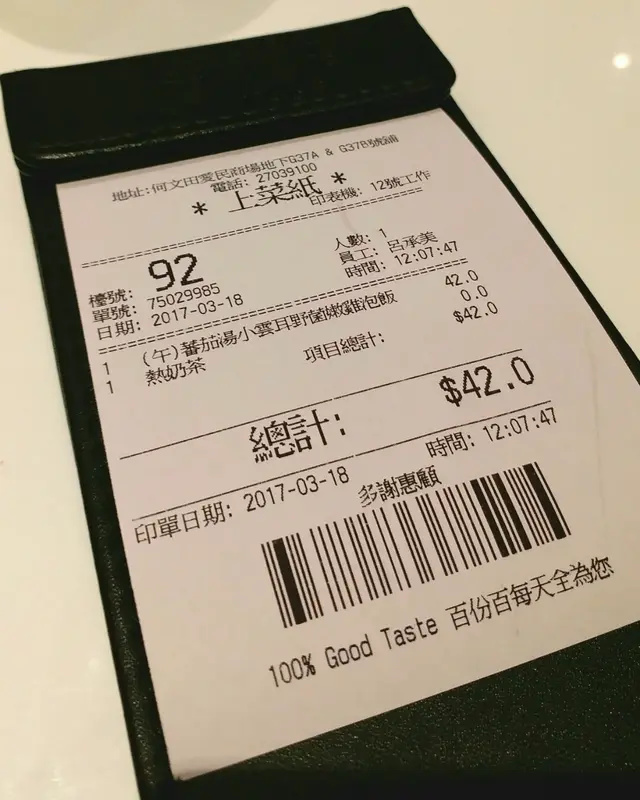 地址:何文田愛民商場地下G37A & G37B號舖
電話: 27039100
* 上菜紙 *
印表機: 12號工作
檯號: 92 人數: 1
單號: 75029985 員工: 呂承美
日期: 2017-03-18 時間: 12:07:47
1 (午)蕃茄湯小雲耳野菌嫩雞泡飯 42.0
1 熱奶茶 0.0
項目總計: $42.0
總計: $42.0
印單日期: 2017-03-18 時間: 12:07:47
多謝惠顧
100% Good Taste 百份百每天全為您